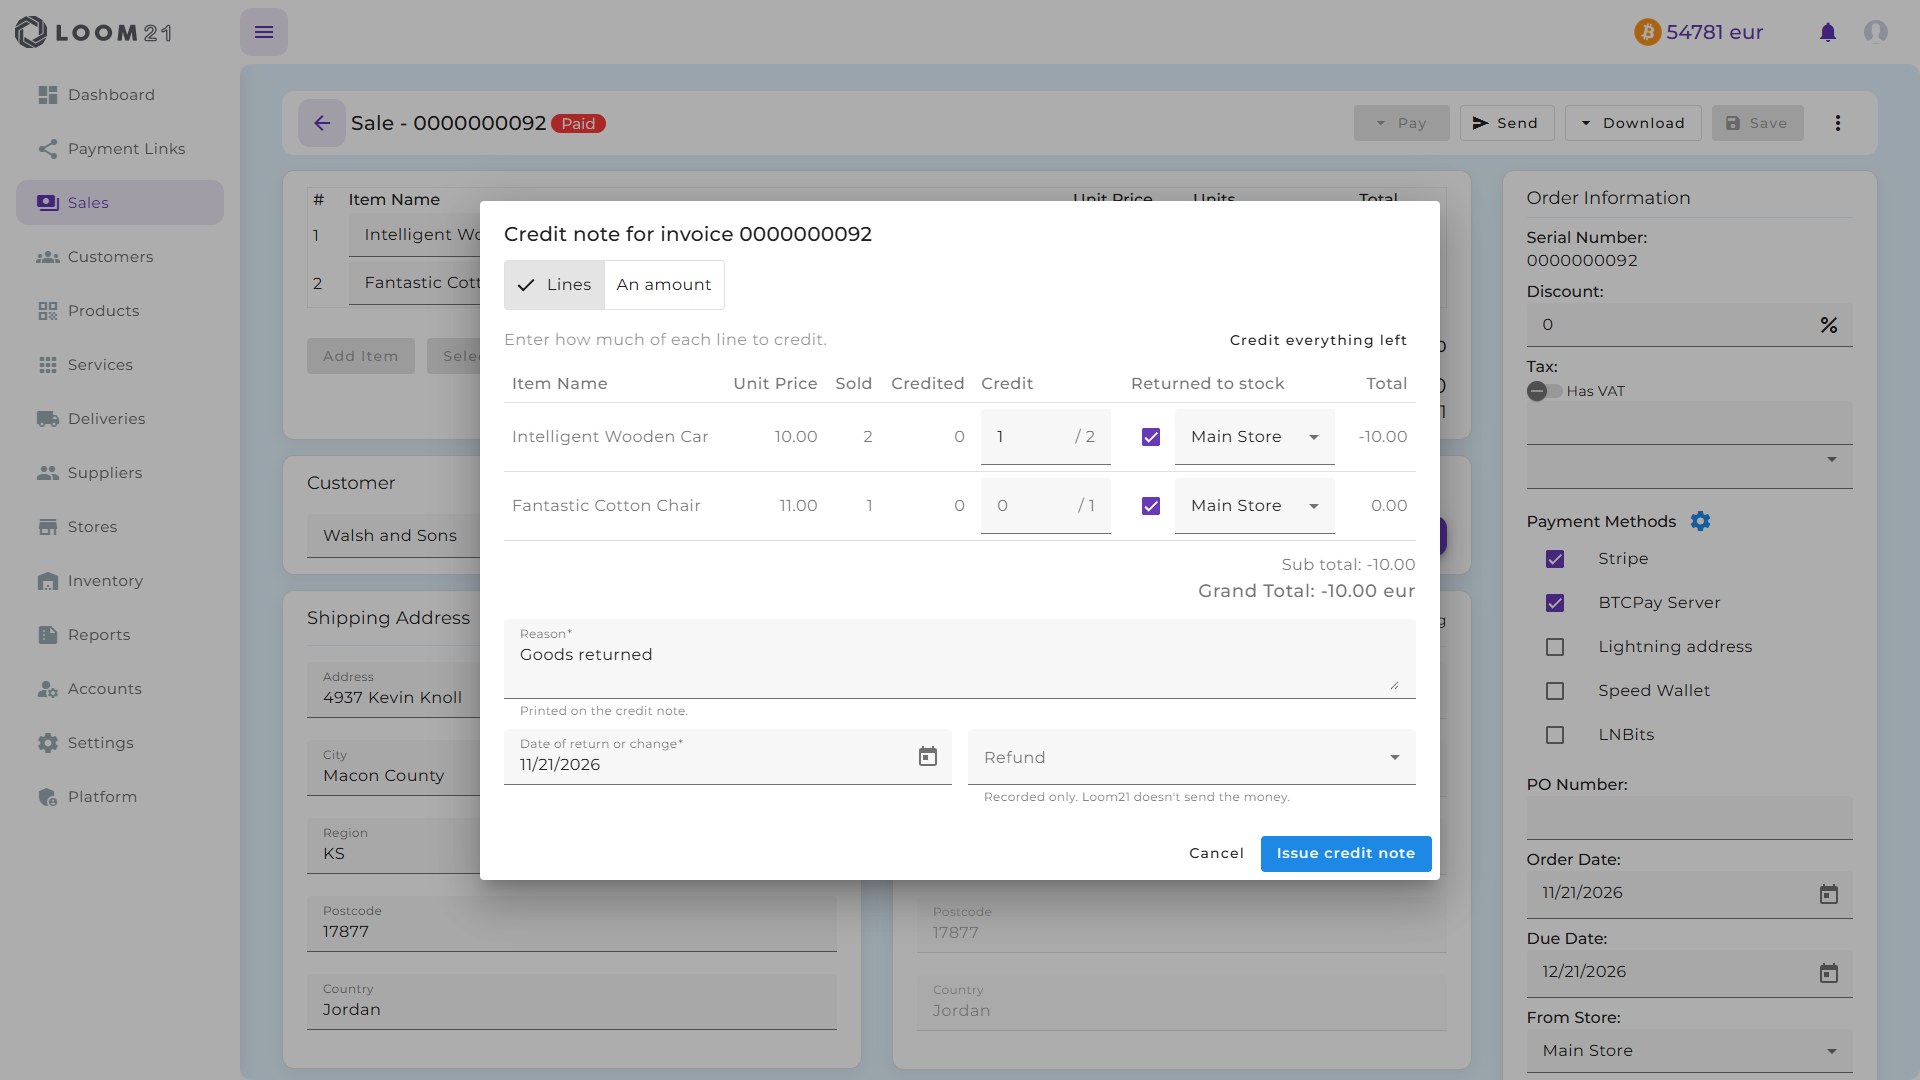 LOOM21
54781 eur
Dashboard
Payment Links
Sales
Customers
Products
Services
Deliveries
Suppliers
Stores
Inventory
Reports
Accounts
Settings
Platform
Sale - 0000000092 Paid
Pay
Send
Download
Save
# Item Name Unit Price Units Total
1 Intelligent Wo
2 Fantastic Cott
Add Item
Customer
Walsh and Sons
Shipping Address
Address
4937 Kevin Knoll
City
Macon County
Region
KS
Postcode
17877
Country
Jordan
Postcode
17877
Country
Jordan
Credit note for invoice 0000000092
Lines
An amount
Enter how much of each line to credit.
Credit everything left
Item Name Unit Price Sold Credited Credit Returned to stock Total
Intelligent Wooden Car 10.00 2 0 1 / 2 Main Store -10.00
Fantastic Cotton Chair 11.00 1 0 0 / 1 Main Store 0.00
Sub total: -10.00
Grand Total: -10.00 eur
Reason*
Goods returned
Printed on the credit note.
Date of return or change*
11/21/2026
Refund
Recorded only. Loom21 doesn't send the money.
Cancel
Issue credit note
Order Information
Serial Number:
0000000092
Discount:
0 %
Tax:
Has VAT
Payment Methods
Stripe
BTCPay Server
Lightning address
Speed Wallet
LNBits
PO Number:
Order Date:
11/21/2026
Due Date:
12/21/2026
From Store:
Main Store